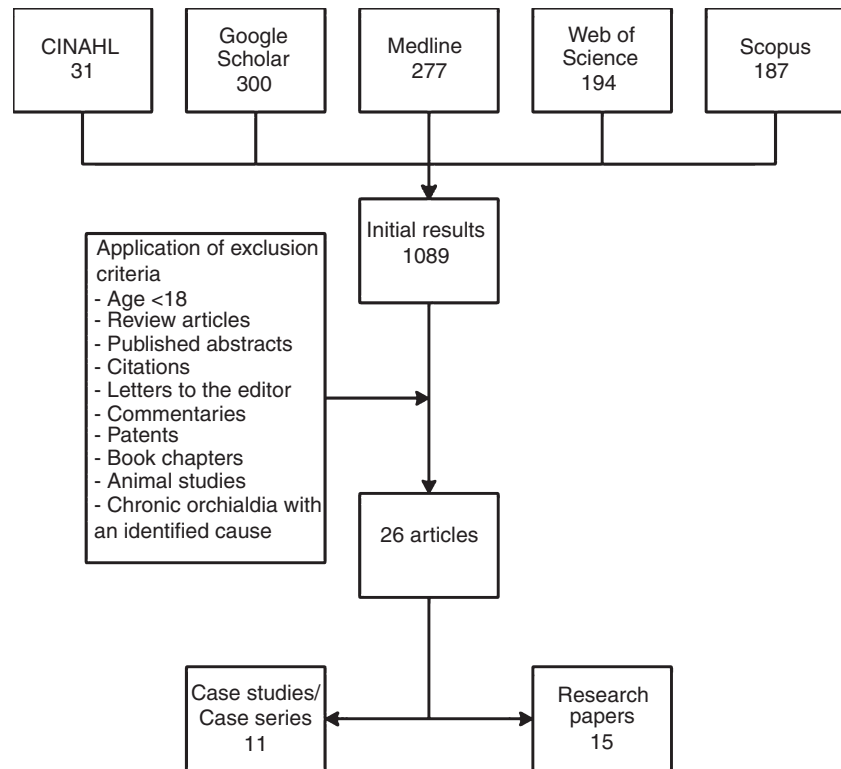 CINAHL
31
Google
Scholar
300
Medline
277
Web of
Science
194
Scopus
187
Initial results
1089
Application of exclusion
criteria
- Age <18
- Review articles
- Published abstracts
- Citations
- Letters to the editor
- Commentaries
- Patents
- Book chapters
- Animal studies
- Chronic orchialdia with
an identified cause
26 articles
Case studies/
Case series
11
Research
papers
15